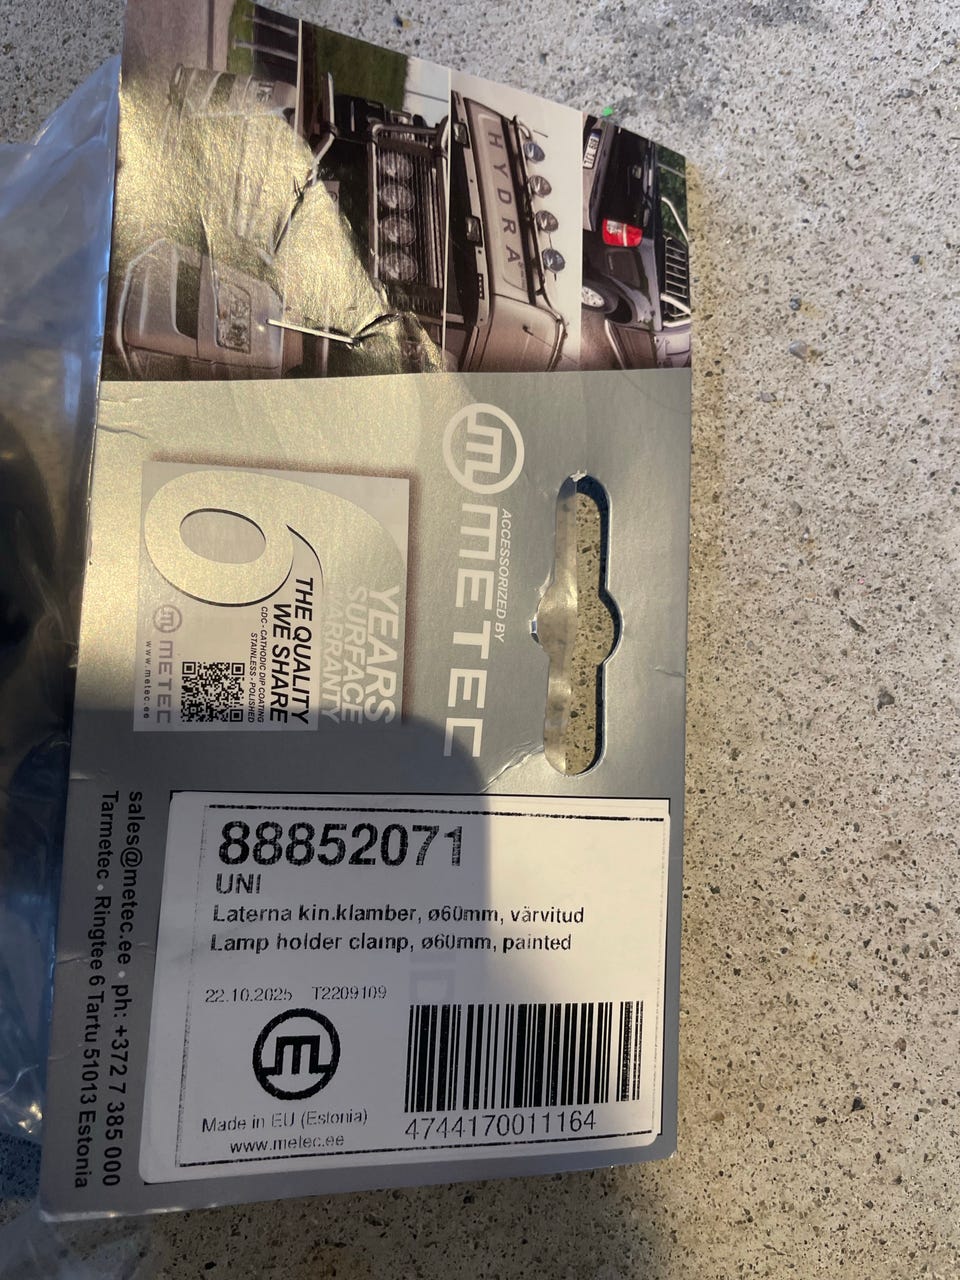 HYDRA
ACCESSORIZED BY
METEC
6
YEARS
SURFACE
WARRANTY
THE QUALITY
WE SHARE
CDC - CATHODIC DIP COATING
STAINLESS - POLISHED
METEC
www.metec.ee
88852071
UNI
Laterna kin.klamber, ø60mm, värvitud
Lamp holder clamp, ø60mm, painted
22.10.2025 T2209109
Made in EU (Estonia)
www.metec.ee
4744170011164
sales@metec.ee • ph: +372 7 385 000
Tarmetec • Ringtee 6 Tartu 51013 Estonia